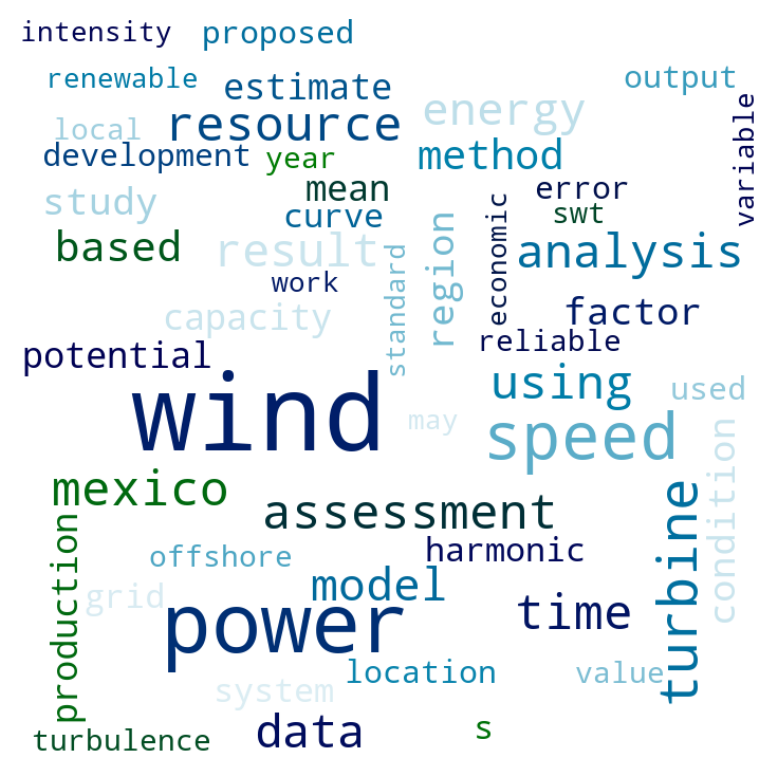 intensity proposed
renewable estimate output
local resource energy variable
development year method
study mean error
curve swt
based result standard region economic analysis
work
capacity factor
potential reliable
wind using used
may speed condition
mexico
assessment turbine
production offshore harmonic
grid model
power time
location value
system
turbulence data s